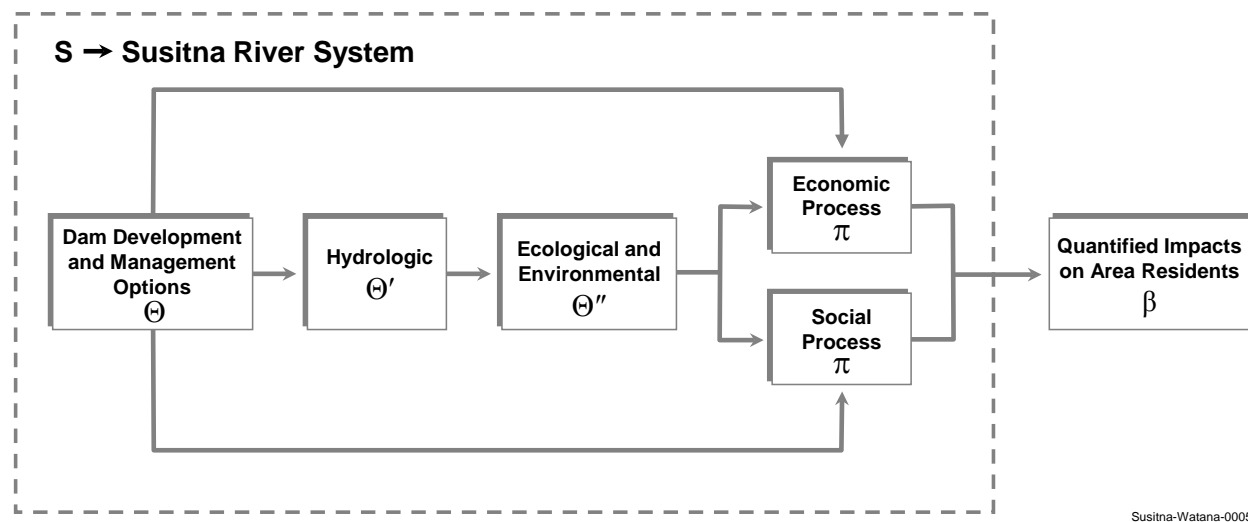 S → Susitna River System
Dam Development
and Management
Options
Θ
Hydrologic
Θ′
Ecological and
Environmental
Θ″
Economic
Process
π
Social
Process
π
Quantified Impacts
on Area Residents
β
Susitna-Watana-0005